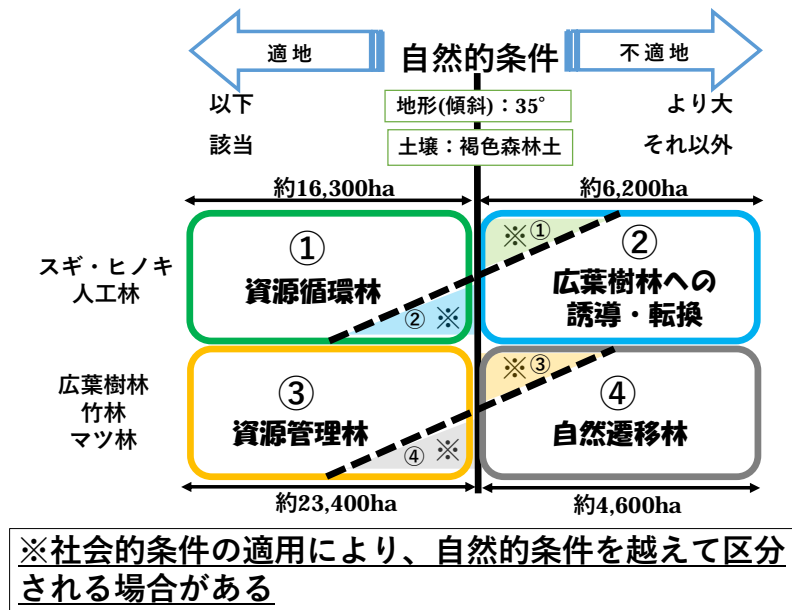 適地
自然的条件
不適地
以下
地形(傾斜)：35°
より大
該当
土壌：褐色森林土
それ以外
約16,300ha
約6,200ha
スギ・ヒノキ
人工林
①
資源循環林
②※
※①
②
広葉樹林への
誘導・転換
広葉樹林
竹林
マツ林
③
資源管理林
④※
※③
④
自然遷移林
約23,400ha
約4,600ha
※社会的条件の適用により、自然的条件を越えて区分
される場合がある